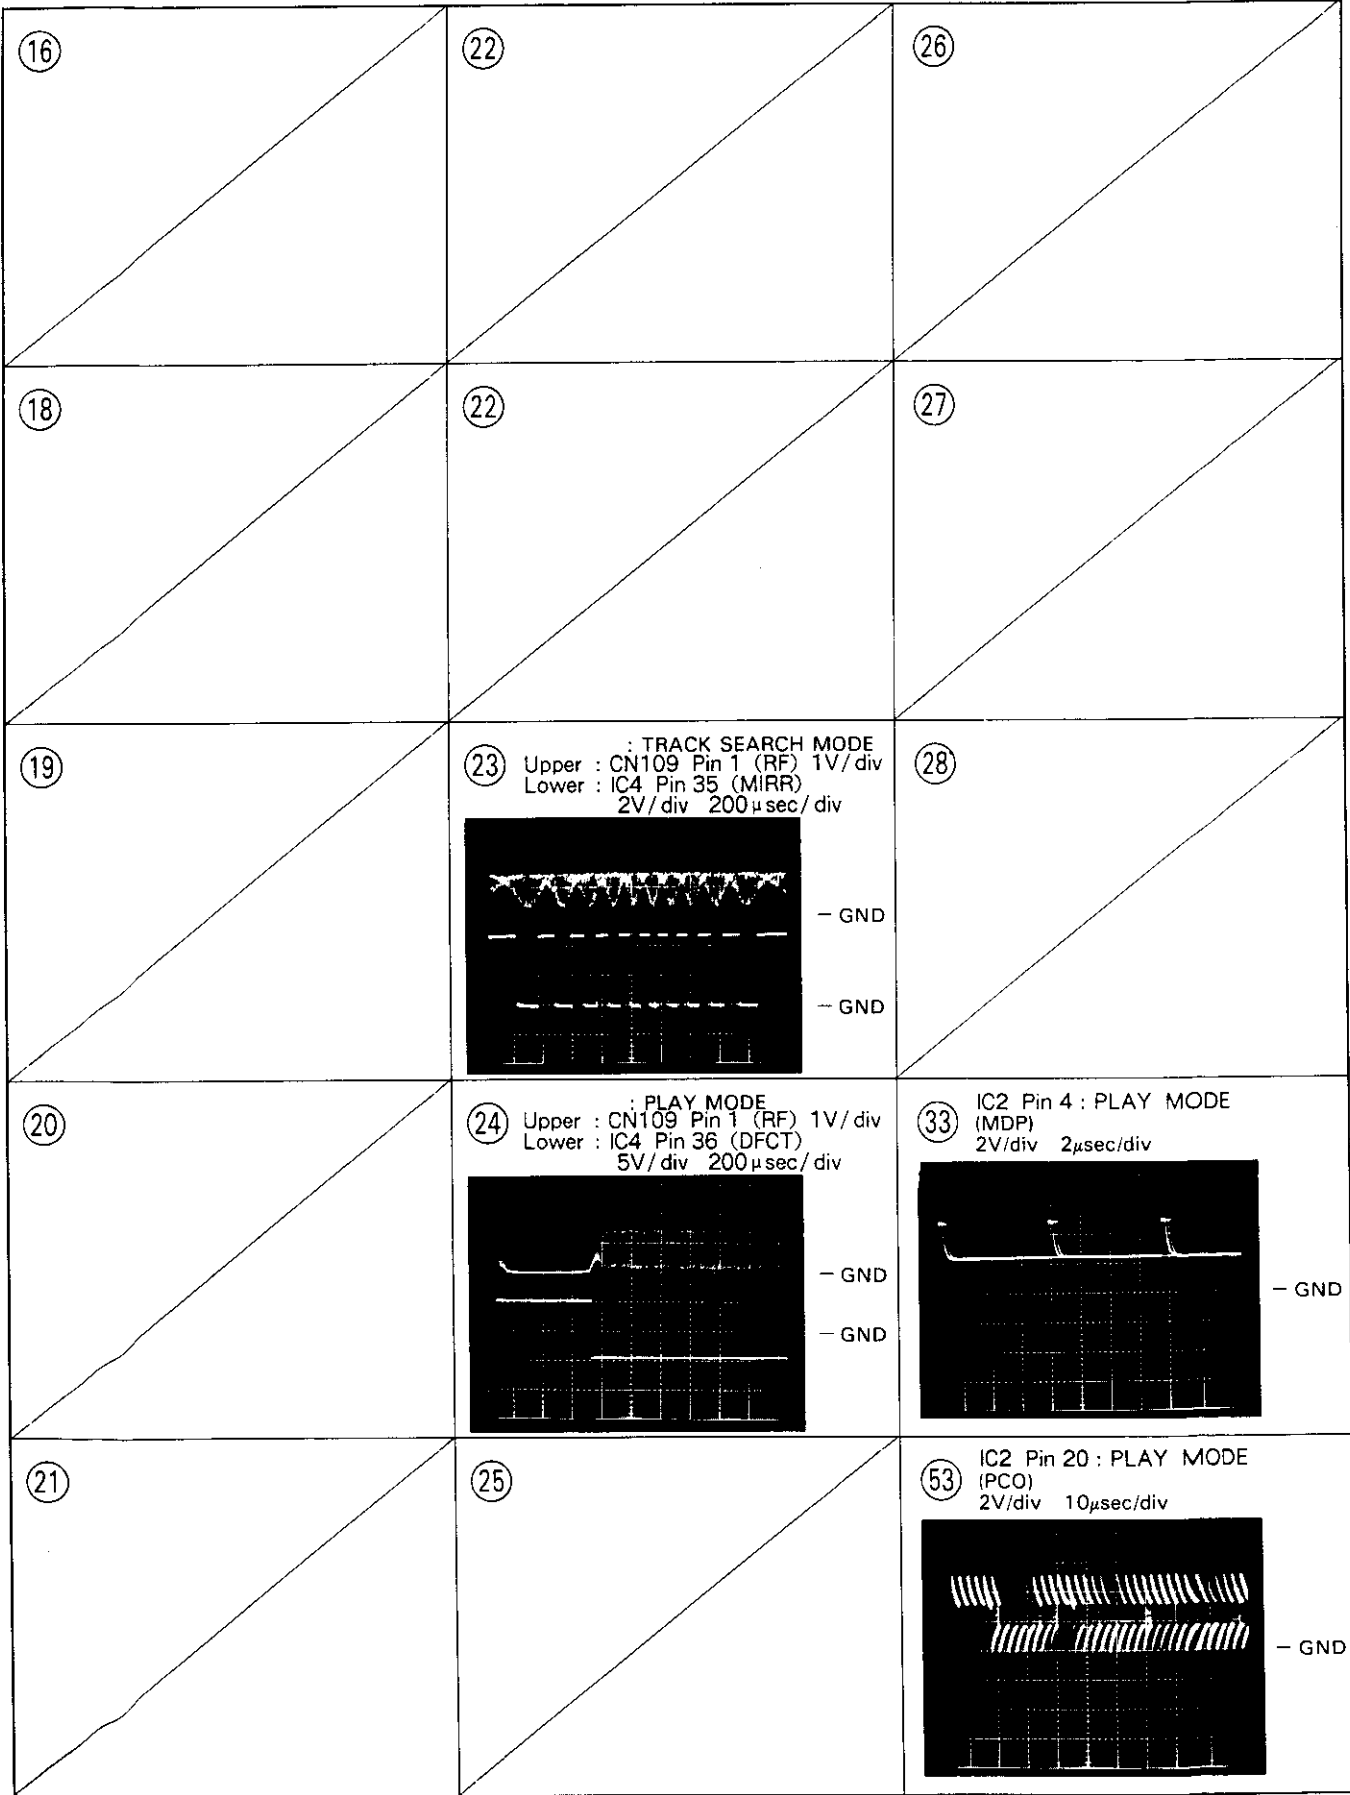 16
22
26
18
22
27
19
23
: TRACK SEARCH MODE
Upper : CN109 Pin 1 (RF) 1V/div
Lower : IC4 Pin 35 (MIRR)
2V/div 200μsec/div
— GND
— GND
28
20
24
: PLAY MODE
Upper : CN109 Pin 1 (RF) 1V/div
Lower : IC4 Pin 36 (DFCT)
5V/div 200μsec/div
— GND
— GND
33
IC2 Pin 4 : PLAY MODE
(MDP)
2V/div 2μsec/div
— GND
21
25
53
IC2 Pin 20 : PLAY MODE
(PCO)
2V/div 10μsec/div
— GND